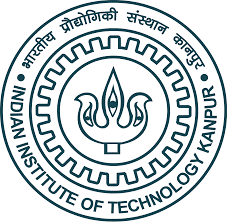 भारतीय प्रौद्योगिकी संस्थान कानपुर
INDIAN INSTITUTE OF TECHNOLOGY KANPUR